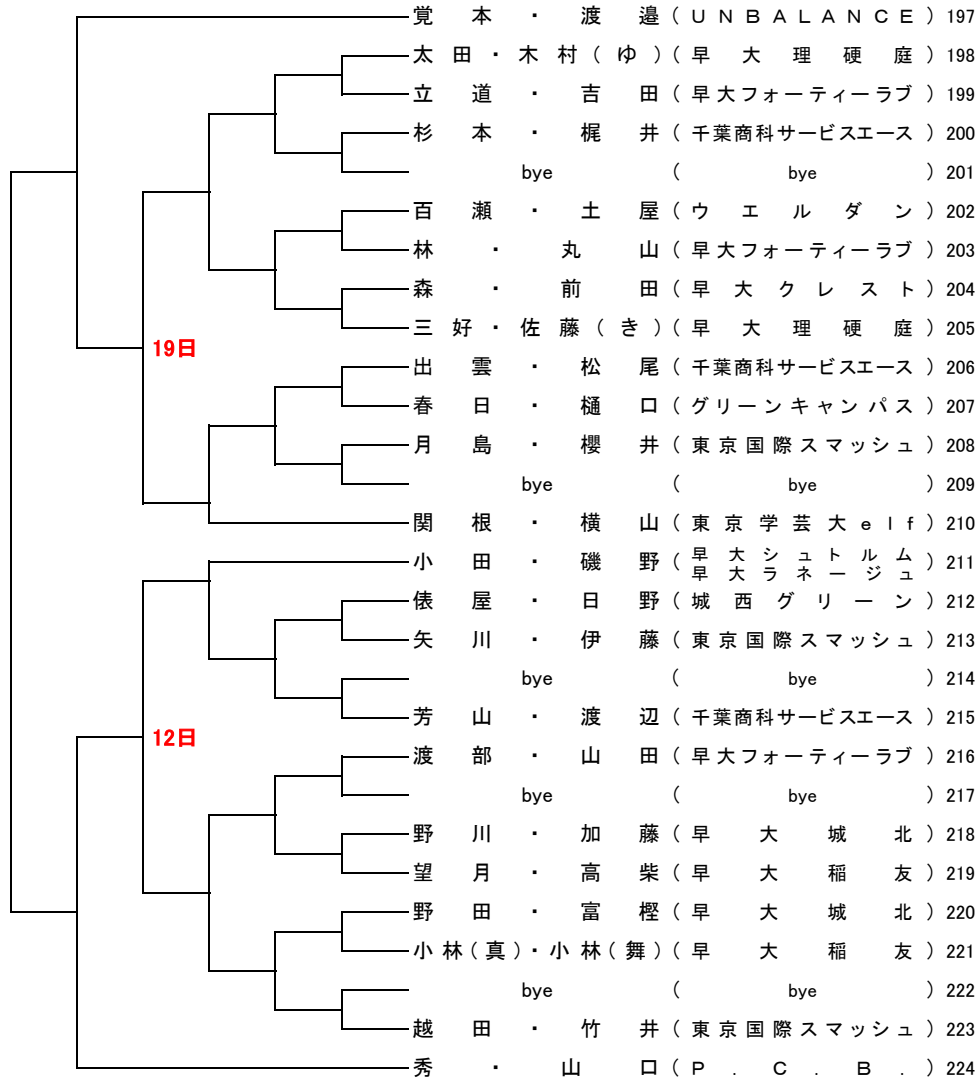 覚本・渡邉(UNBALANCE)197
太田・木村(ゆ)(早大理硬庭)198
立道・吉田(早大フォーティーラブ)199
杉本・梶井(千葉商科サービスエース)200
bye(bye)201
百瀬・土屋(ウエルダン)202
林・丸山(早大フォーティーラブ)203
森・前田(早大クレスト)204
三好・佐藤(き)(早大理硬庭)205
19日
出雲・松尾(千葉商科サービスエース)206
春日・樋口(グリーンキャンパス)207
月島・櫻井(東京国際スマッシュ)208
bye(bye)209
関根・横山(東京学芸大elf)210
小田・磯野(早大シュトルム
早大ラネージュ)211
俵屋・日野(城西グリーン)212
矢川・伊藤(東京国際スマッシュ)213
bye(bye)214
芳山・渡辺(千葉商科サービスエース)215
12日
渡部・山田(早大フォーティーラブ)216
bye(bye)217
野川・加藤(早大城北)218
望月・高柴(早大稲友)219
野田・富樫(早大城北)220
小林(真)・小林(舞)(早大稲友)221
bye(bye)222
越田・竹井(東京国際スマッシュ)223
秀・山口(P.C.B.)224